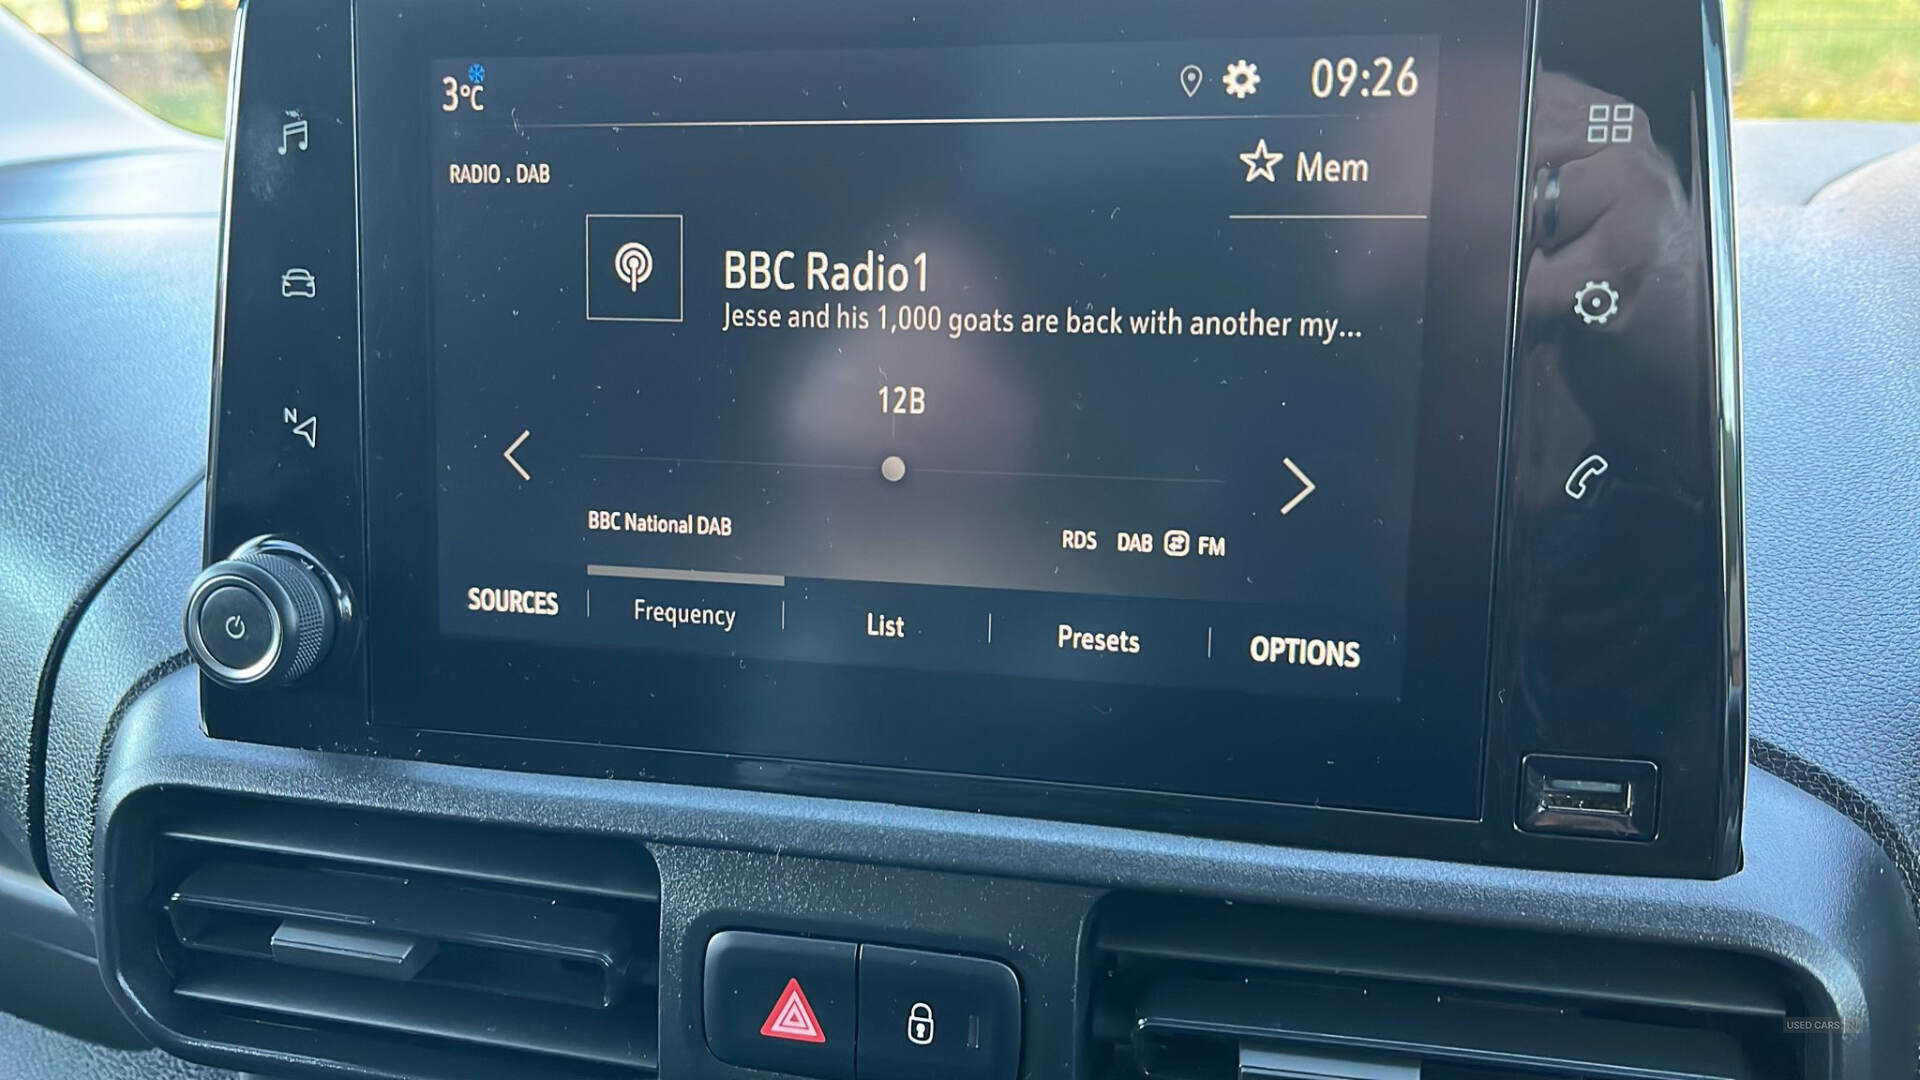 3°C
09:26
RADIO . DAB
Mem
BBC Radio1
Jesse and his 1,000 goats are back with another my...
12B
N
BBC National DAB
RDS DAB FM
SOURCES Frequency List Presets OPTIONS
USED CARS